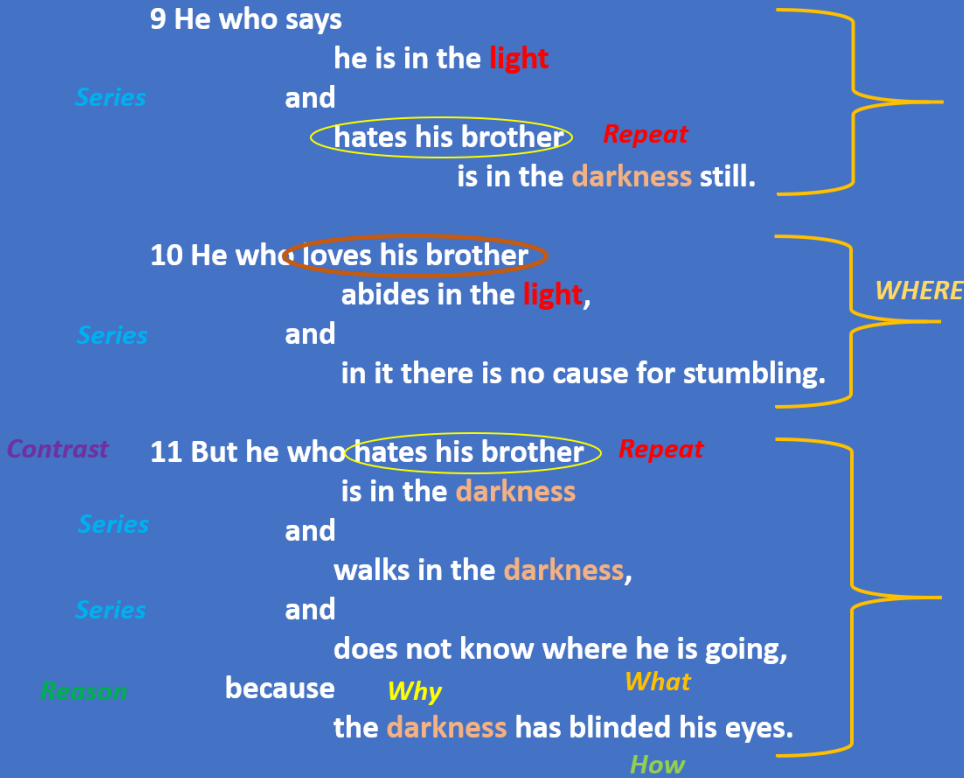 9 He who says
he is in the light
Series and
hates his brother Repeat
is in the darkness still.
10 He who loves his brother
abides in the light, WHERE
Series and
in it there is no cause for stumbling.
Contrast 11 But he who hates his brother Repeat
is in the darkness
Series and
walks in the darkness,
Series and
does not know where he is going,
Reason because Why What
the darkness has blinded his eyes.
How